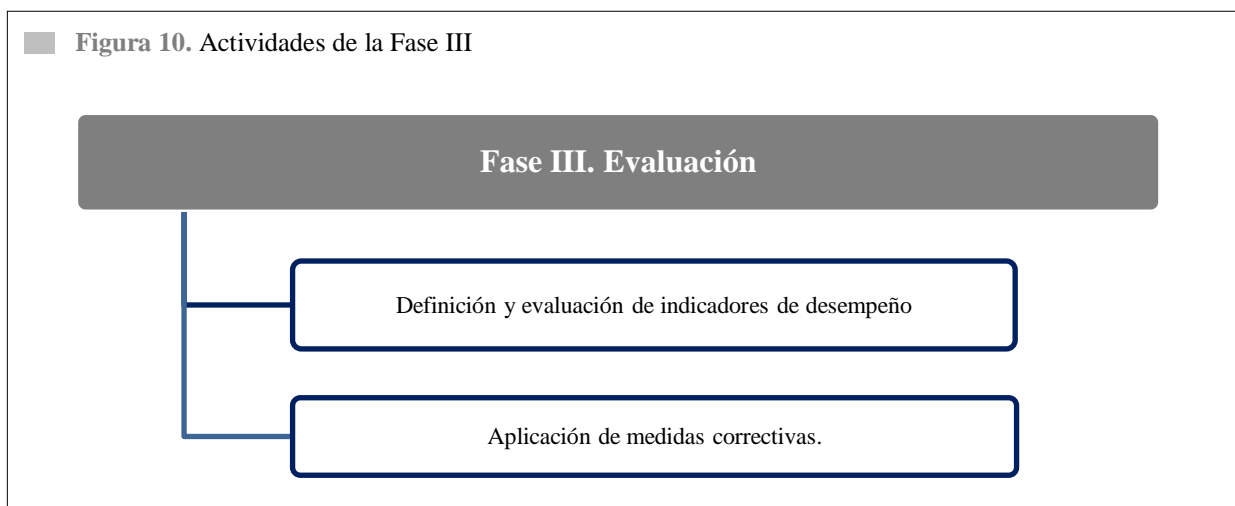 Figura 10. Actividades de la Fase III
Fase III. Evaluación
Definición y evaluación de indicadores de desempeño
Aplicación de medidas correctivas.